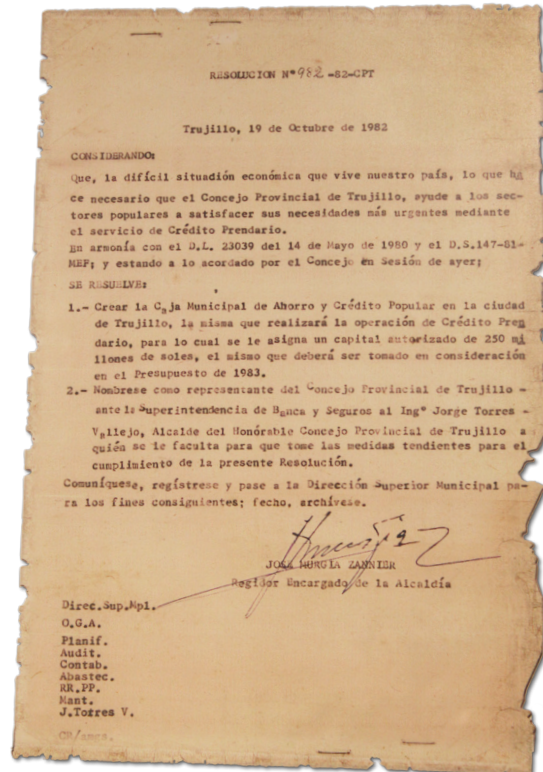 RESOLUCION N° 982 -82-CPT
Trujillo, 19 de Octubre de 1982
CONSIDERANDO:
Que, la difícil situadión económica que vive nuestro país, lo que ha
ce necesario que el Concejo Provincial de Trujillo, ayude a los sec-
tores populares a satisfacer sus necesidades más urgentes mediante
el servicio de Crédito Prendario.
En armonía con el D.L. 23039 del 14 de Mayo de 1980 y el D.S.147-81-
MEF; y estando a lo acordado por el Concejo en Sesión de ayer;
SE RESUELVE:
1.- Crear la Caja Municipal de Ahorro y Crédito Popular en la ciudad
de Trujillo, la misma que realizará la operación de Crédito Pren
dario, para lo cual se le asigna un capital autorizado de 250 mi
llones de soles, el mismo que deberá ser tomado en consideración
en el Presupuesto de 1983.
2.- Nombrese como representante del Concejo Provincial de Trujillo -
ante la Superintendencia de Banca y Seguros al Ing° Jorge Torres -
Vallejo, Alcalde del Honórable Concejo Provincial de Trujillo a
quién se le faculta para que tome las medidas tendientes para el
cumplimiento de la presente Resolución.
Comuníquese, regístrese y pase a la Dirección Superior Municipal pa-
ra los fines consiguientes; fecho, archívese.
JOSE MURGIA ZANNIER
Regidor Encargado de la Alcaldía
Direc.Sup.Mpl.
O.G.A.
Planif.
Audit.
Contab.
Abastec.
RR.PP.
Mant.
J.Torres V.